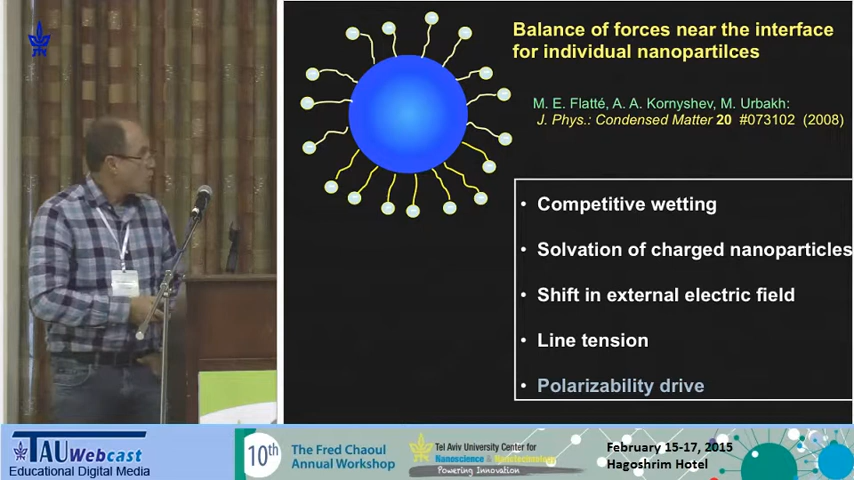 Balance of forces near the interface
for individual nanopartilces
M. E. Flatté, A. A. Kornyshev, M. Urbakh:
J. Phys.: Condensed Matter 20 #073102 (2008)
• Competitive wetting
• Solvation of charged nanoparticles
• Shift in external electric field
• Line tension
• Polarizability drive
TAU Webcast
Educational Digital Media
10th
The Fred Chaoul
Annual Workshop
Tel Aviv University Center for
Nanoscience & Nanotechnology
Powering Innovation
February 15-17, 2015
Hagoshrim Hotel